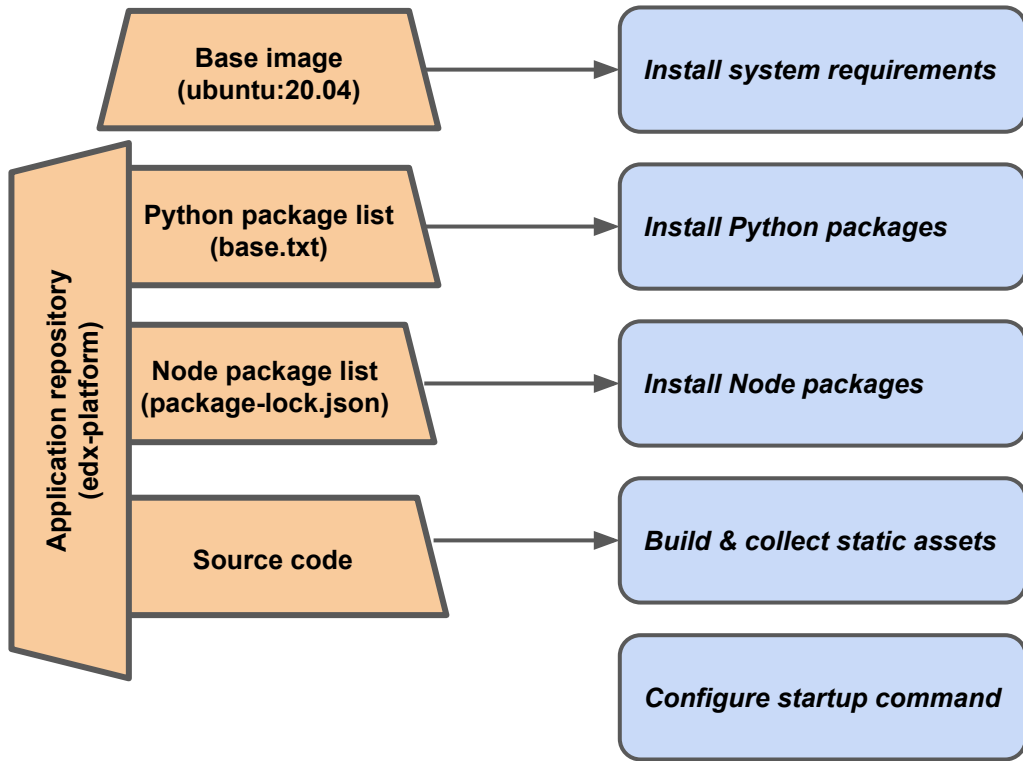 Base image
(ubuntu:20.04)
Install system requirements
Application repository
(edx-platform)
Python package list
(base.txt)
Install Python packages
Node package list
(package-lock.json)
Install Node packages
Source code
Build & collect static assets
Configure startup command